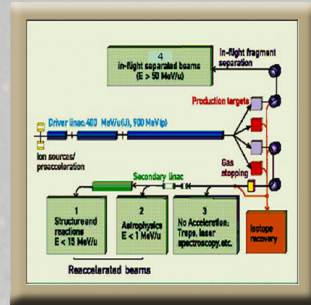 4
in-flight separated beams
(E > 50 MeV/u)
In-flight fragment
separation
Production targets
Driver linac, 400 MeV/u(U), 900 MeV(p)
Ion sources/
preacceleration
Gas
stopping
Secondary linac
1
Structure and
reactions
E < 15 MeV/u
2
Astrophysics
E < 1 MeV/u
3
No Acceleration:
Traps, laser
spectroscopy, etc.
Isotope
recovery
Reaccelerated beams